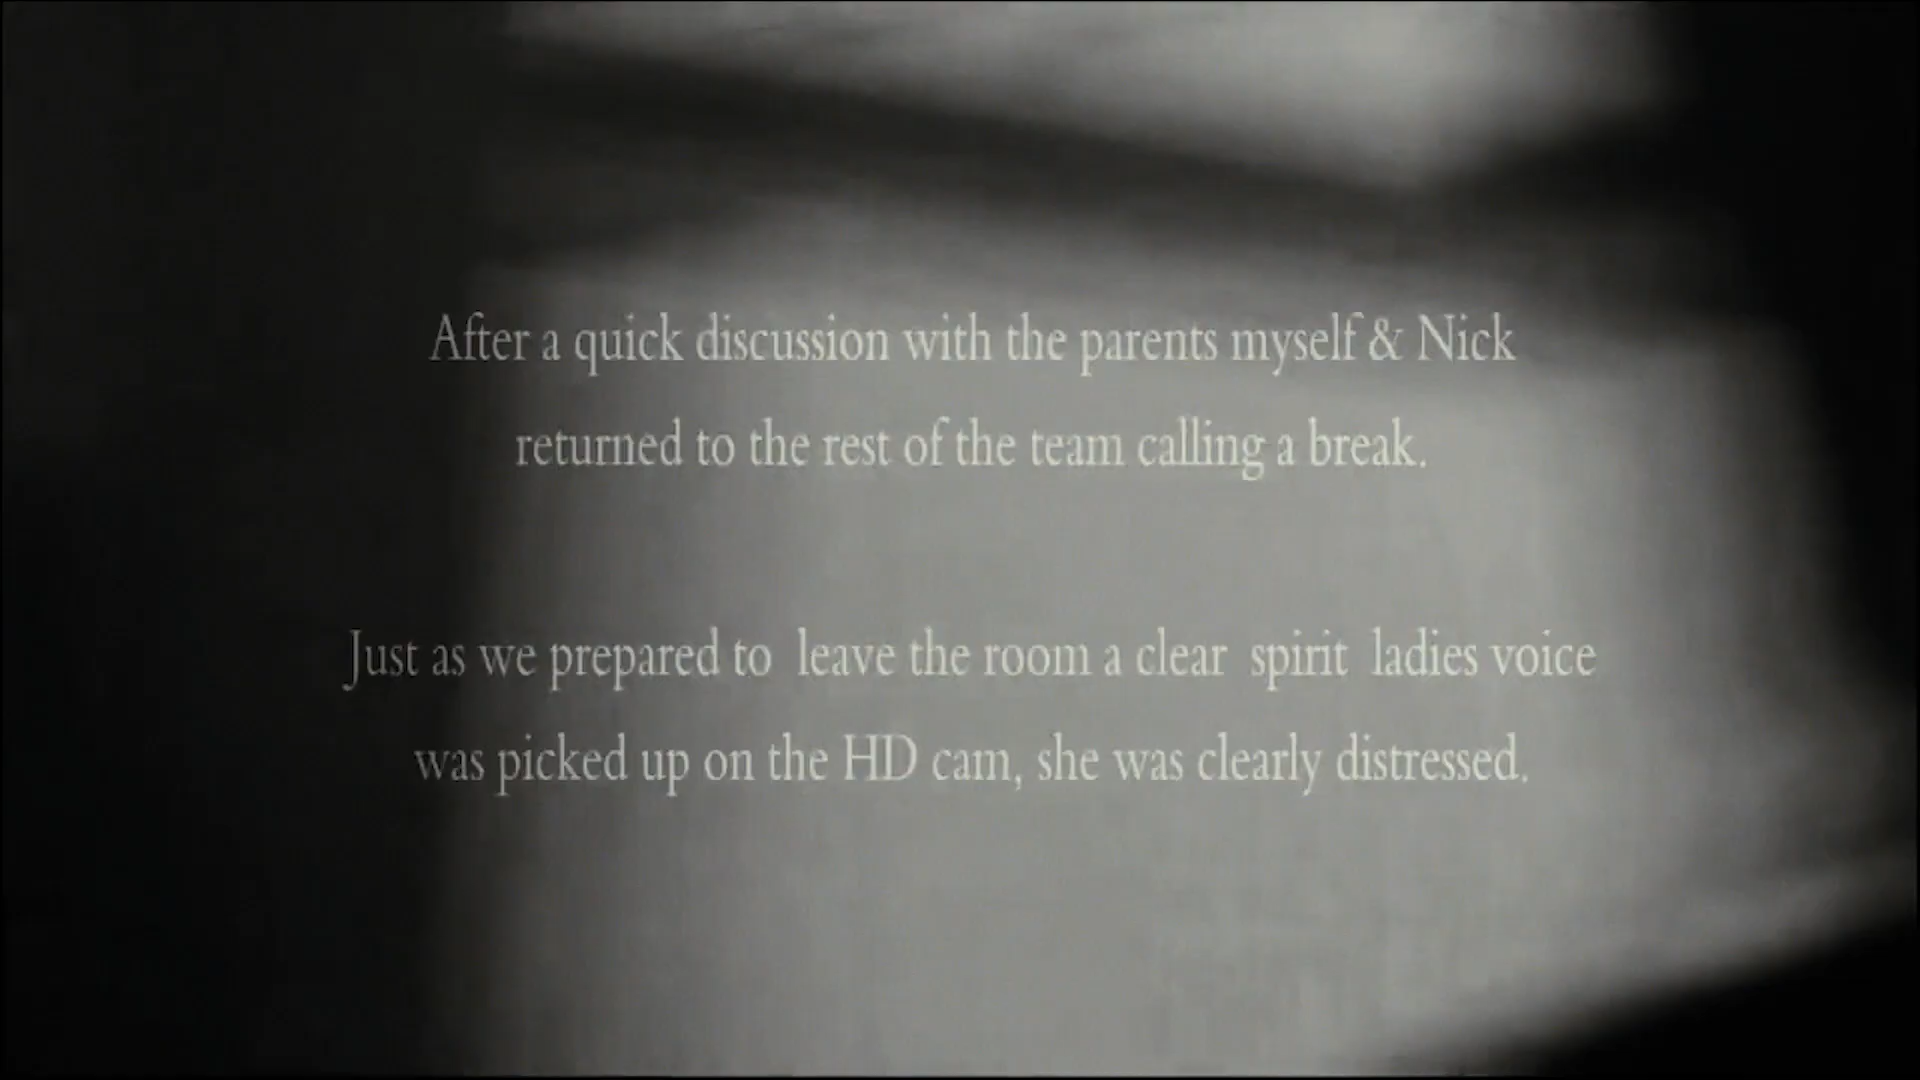 After a quick discussion with the parents myself & Nick
returned to the rest of the team calling a break.
Just as we prepared to leave the room a clear spirit ladies voice
was picked up on the HD cam, she was clearly distressed.